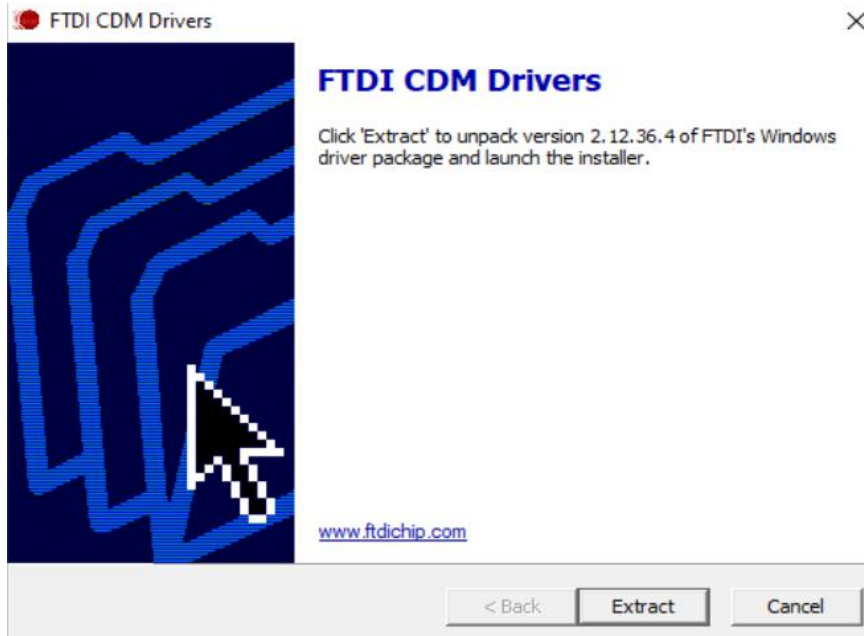 FTDI CDM Drivers
FTDI CDM Drivers
Click 'Extract' to unpack version 2.12.36.4 of FTDI's Windows
driver package and launch the installer.
www.ftdichip.com
< Back
Extract
Cancel